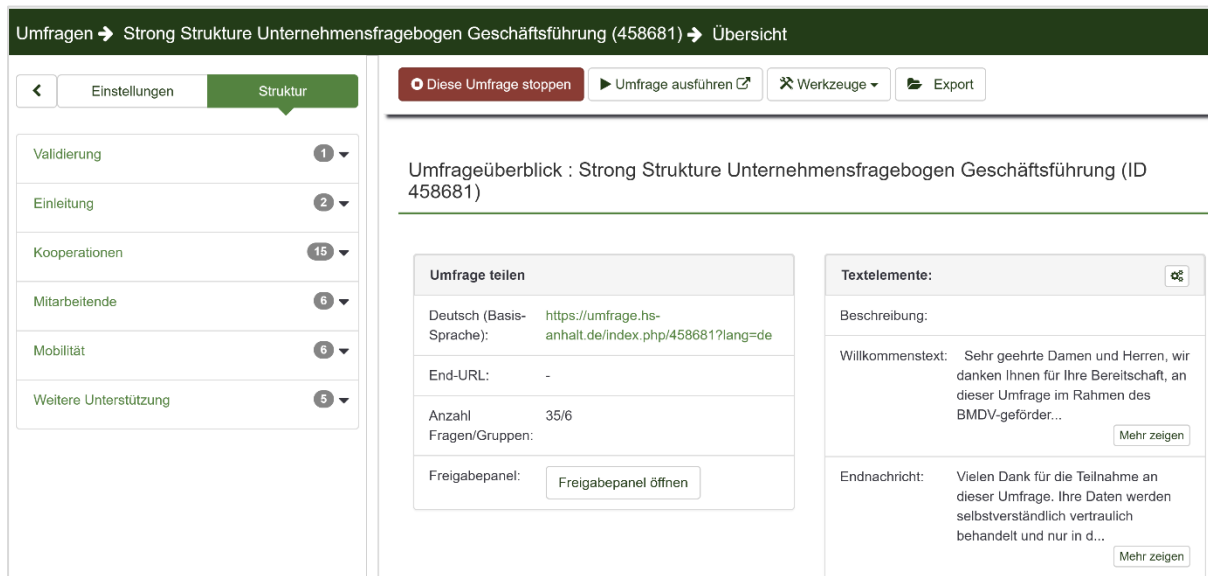 Umfragen → Strong Strukture Unternehmensfragebogen Geschäftsführung (458681) → Übersicht
Einstellungen
Struktur
Validierung 1
Einleitung 2
Kooperationen 15
Mitarbeitende 6
Mobilität 6
Weitere Unterstützung 5
Diese Umfrage stoppen
Umfrage ausführen
Werkzeuge
Export
Umfrageüberblick : Strong Strukture Unternehmensfragebogen Geschäftsführung (ID
458681)
Umfrage teilen
Deutsch (Basis- https://umfrage.hs-
Sprache): anhalt.de/index.php/458681?lang=de
End-URL: -
Anzahl 35/6
Fragen/Gruppen:
Freigabepanel: Freigabepanel öffnen
Textelemente:
Beschreibung:
Willkommenstext: Sehr geehrte Damen und Herren, wir
danken Ihnen für Ihre Bereitschaft, an
dieser Umfrage im Rahmen des
BMDV-geförder...
Mehr zeigen
Endnachricht: Vielen Dank für die Teilnahme an
dieser Umfrage. Ihre Daten werden
selbstverständlich vertraulich
behandelt und nur in d...
Mehr zeigen